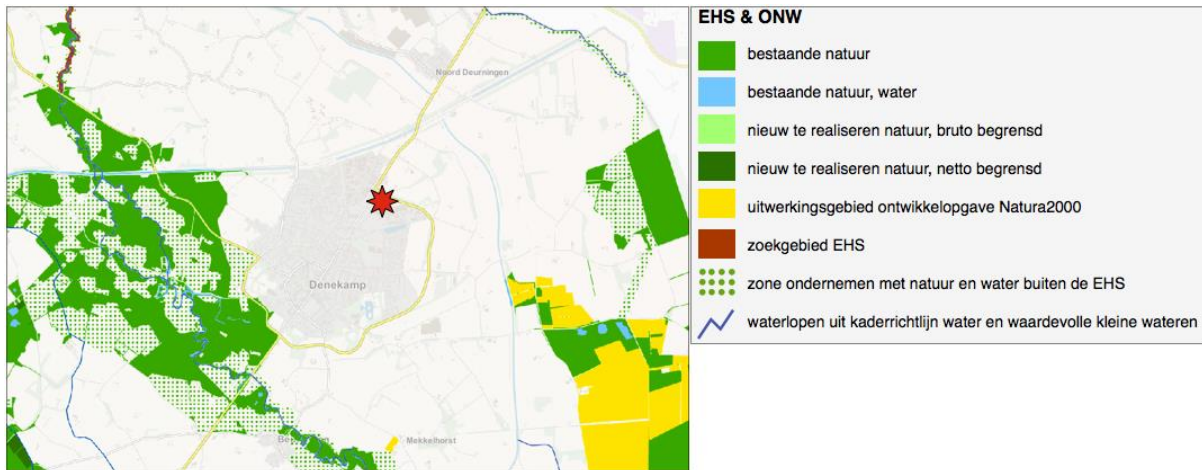 Noord Deurningen
Denekamp
Mekkelhorst
EHS & ONW
bestaande natuur
bestaande natuur, water
nieuw te realiseren natuur, bruto begrensd
nieuw te realiseren natuur, netto begrensd
uitwerkingsgebied ontwikkelopgave Natura2000
zoekgebied EHS
zone ondernemen met natuur en water buiten de EHS
waterlopen uit kaderrichtlijn water en waardevolle kleine wateren